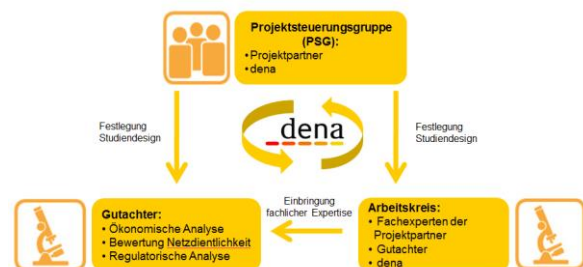 Projektsteuerungsgruppe
(PSG):
• Projektpartner
• dena
Festlegung
Studiendesign
dena
Festlegung
Studiendesign
Einbringung
fachlicher Expertise
Gutachter:
• Ökonomische Analyse
• Bewertung Netzdientlichkeit
• Regulatorische Analyse
Arbeitskreis:
• Fachexperten der
Projektpartner
• Gutachter
• dena